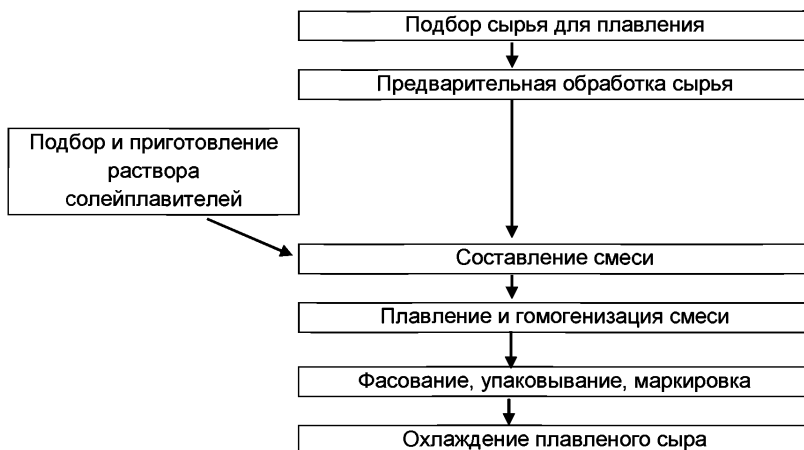 Подбор сырья для плавления
Предварительная обработка сырья
Подбор и приготовление
раствора
солейплавителей
Составление смеси
Плавление и гомогенизация смеси
Фасование, упаковывание, маркировка
Охлаждение плавленого сыра